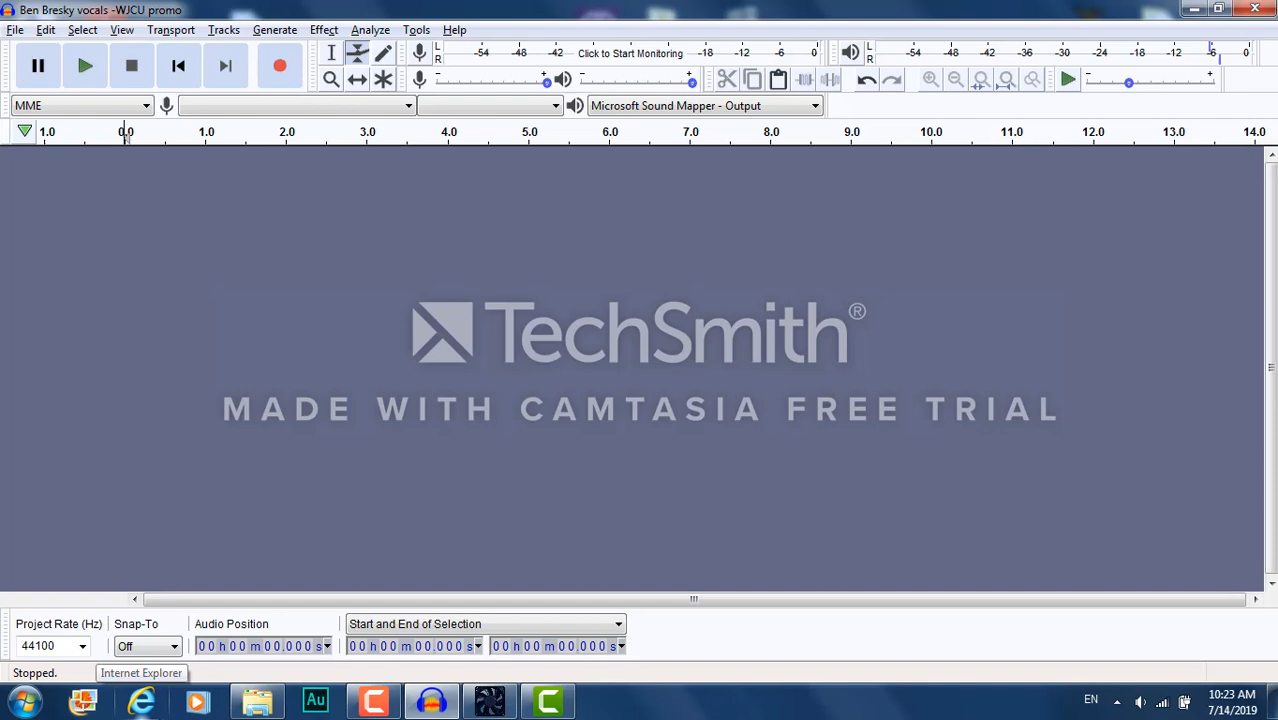 Ben Bresky vocals -WJCU promo
File Edit Select View Transport Tracks Generate Effect Analyze Tools Help
L -54 -48 -42 Click to Start Monitoring -18 -12 -6 0 L -54 -48 -42 -36 -30 -24 -18 -12 -6 0
R R
- + - + - +
MME Microsoft Sound Mapper - Output
1.0 0.0 1.0 2.0 3.0 4.0 5.0 6.0 7.0 8.0 9.0 10.0 11.0 12.0 13.0 14.0
TechSmith®
MADE WITH CAMTASIA FREE TRIAL
Project Rate (Hz) Snap-To Audio Position Start and End of Selection
44100 Off 00 h 00 m 00.000 s 00 h 00 m 00.000 s 00 h 00 m 00.000 s
Stopped. Internet Explorer
Au EN 10:23 AM
7/14/2019